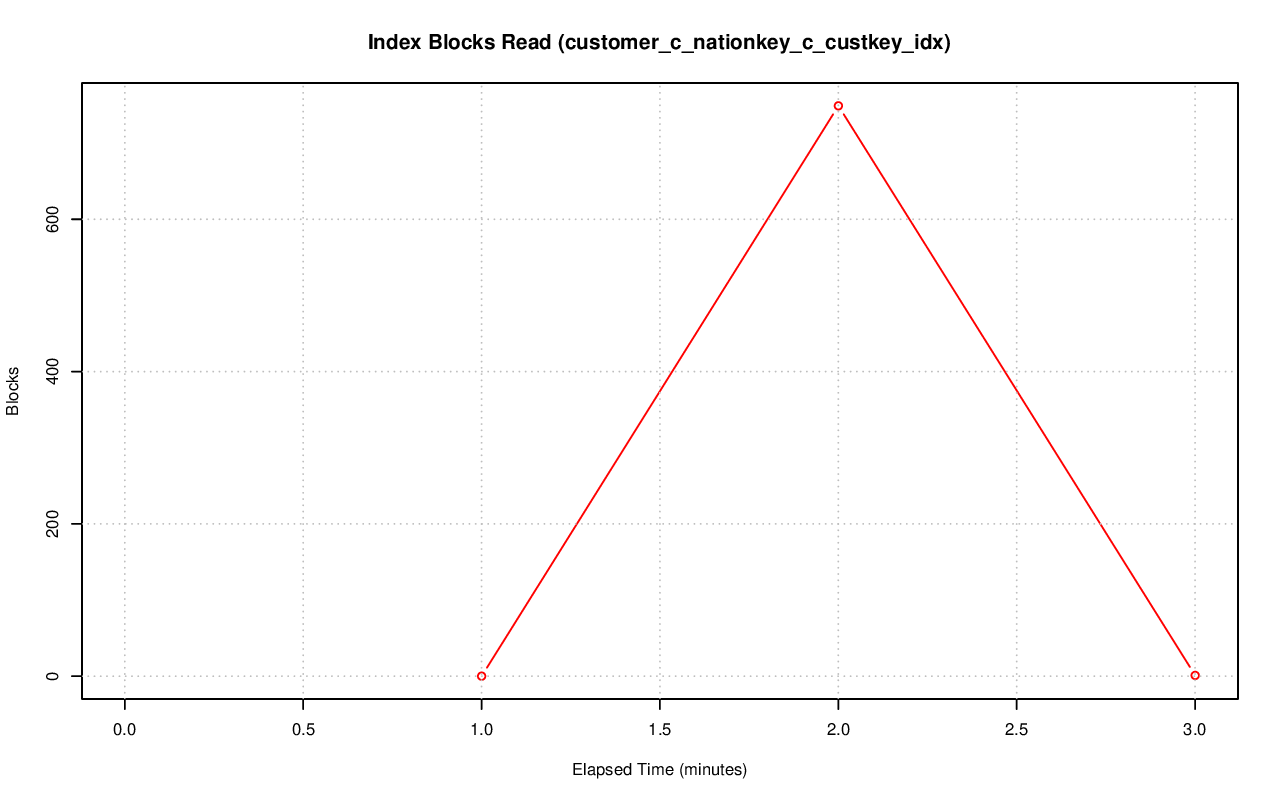 Index Blocks Read (customer_c_nationkey_c_custkey_idx)
Blocks
600
400
200
0
0.0 0.5 1.0 1.5 2.0 2.5 3.0
Elapsed Time (minutes)